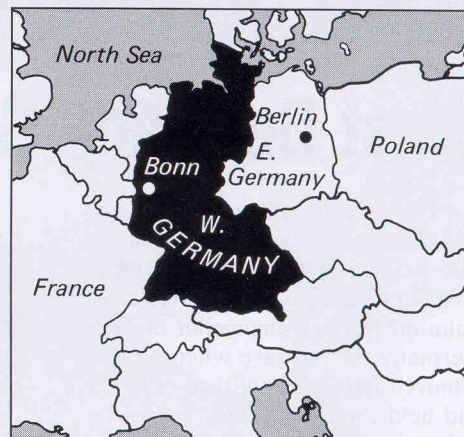 North Sea
Berlin
E.
Germany
Poland
Bonn
W.
GERMANY
France